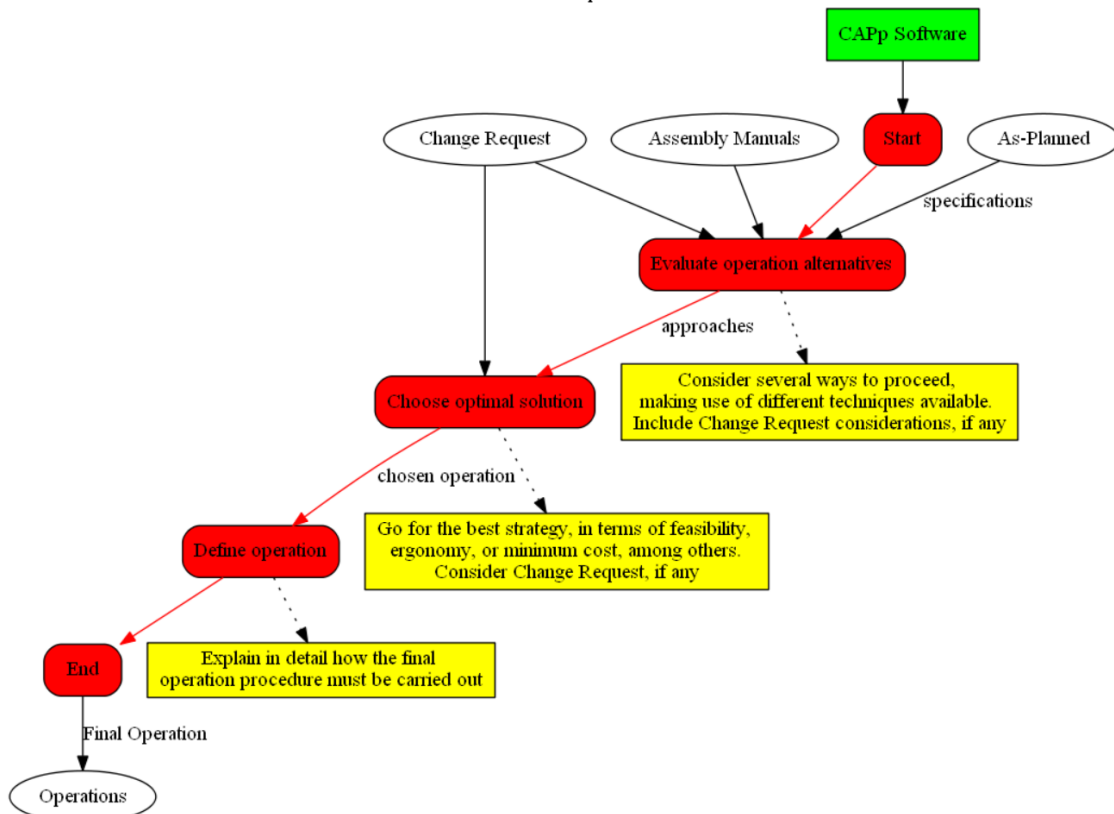 CAPp Software
Change Request
Assembly Manuals
Start
As-Planned
specifications
Evaluate operation alternatives
approaches
Choose optimal solution
Consider several ways to proceed,
making use of different techniques available.
Include Change Request considerations, if any
chosen operation
Define operation
Go for the best strategy, in terms of feasibility,
ergonomy, or minimum cost, among others.
Consider Change Request, if any
End
Explain in detail how the final
operation procedure must be carried out
Final Operation
Operations